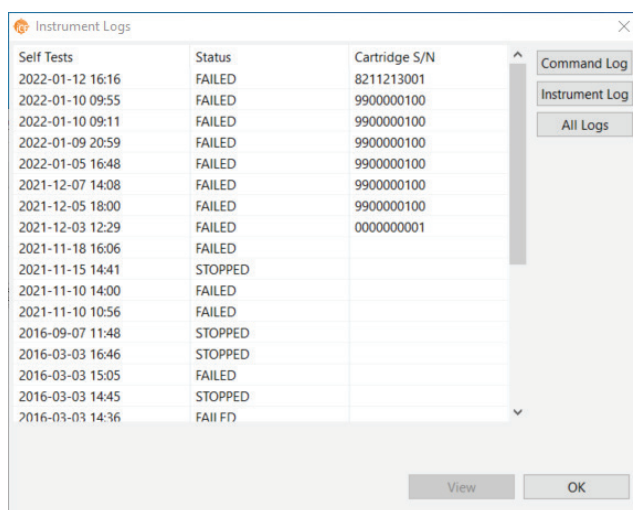 Instrument Logs
Self Tests Status Cartridge S/N
2022-01-12 16:16 FAILED 8211213001
2022-01-10 09:55 FAILED 9900000100
2022-01-10 09:11 FAILED 9900000100
2022-01-09 20:59 FAILED 9900000100
2022-01-05 16:48 FAILED 9900000100
2021-12-07 14:08 FAILED 9900000100
2021-12-05 18:00 FAILED 9900000100
2021-12-03 12:29 FAILED 0000000001
2021-11-18 16:06 FAILED
2021-11-15 14:41 STOPPED
2021-11-10 14:00 FAILED
2021-11-10 10:56 FAILED
2016-09-07 11:48 STOPPED
2016-03-03 16:46 STOPPED
2016-03-03 15:05 FAILED
2016-03-03 14:45 STOPPED
2016-03-03 14:36 FAILED
Command Log
Instrument Log
All Logs
View OK